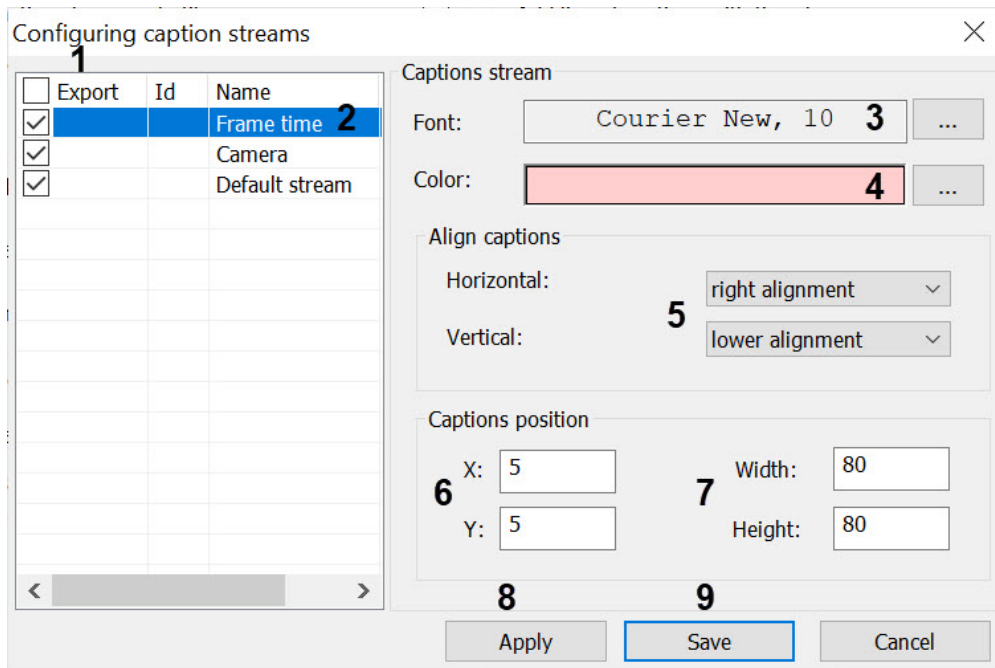 Configuring caption streams
1
Export Id Name
Frame time 2
Camera
Default stream
Captions stream
Font: Courier New, 10 3 ...
Color: 4 ...
Align captions
Horizontal: right alignment
5
Vertical: lower alignment
Captions position
X: 5 Width: 80
6 7
Y: 5 Height: 80
8 9
Apply Save Cancel